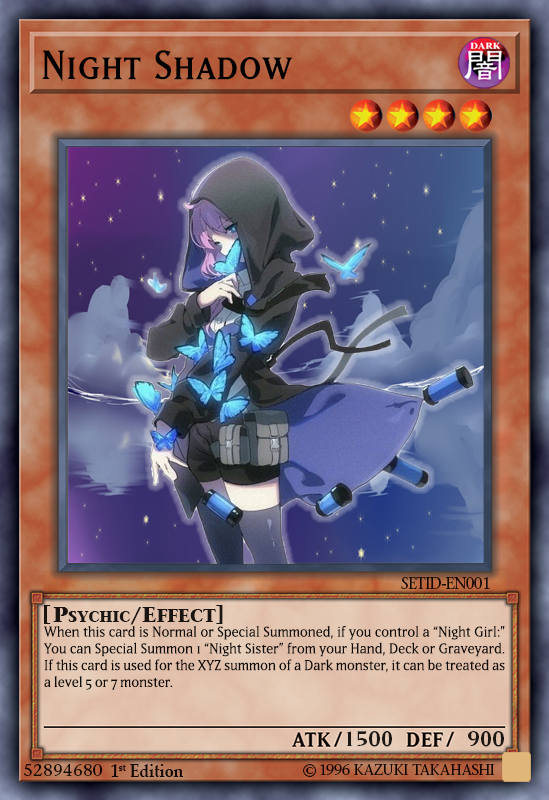 Night Shadow
DARK
闇
SETID-EN001
[Psychic/Effect]
When this card is Normal or Special Summoned, if you control a “Night Girl:”
You can Special Summon 1 “Night Sister” from your Hand, Deck or Graveyard.
If this card is used for the XYZ summon of a Dark monster, it can be treated as
a level 5 or 7 monster.
ATK/1500 DEF/ 900
52894680 1st Edition © 1996 KAZUKI TAKAHASHI